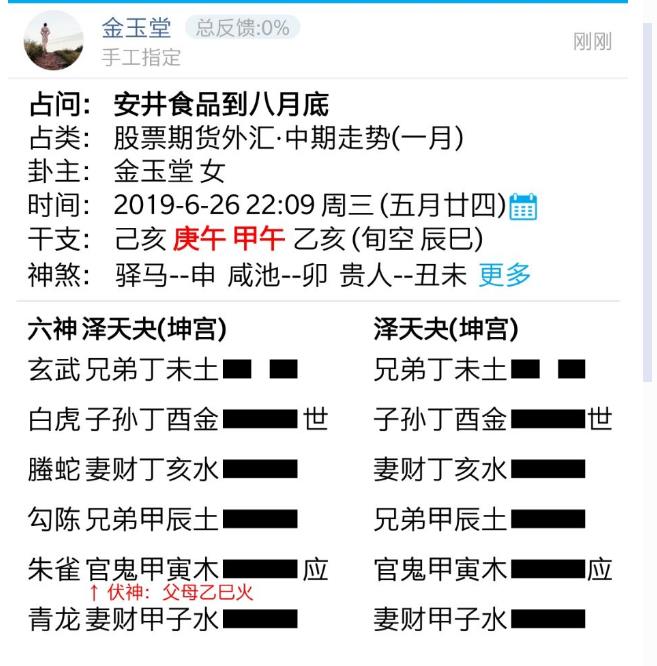 金玉堂 总反馈:0%
手工指定
刚刚
占问: 安井食品到八月底
占类: 股票期货外汇·中期走势(一月)
卦主: 金玉堂 女
时间: 2019-6-26 22:09 周三 (五月廿四)
干支: 己亥 庚午 甲午 乙亥 (旬空 辰巳)
神煞: 驿马--申 咸池--卯 贵人--丑未 更多
六神 泽天夬(坤宫) 泽天夬(坤宫)
玄武 兄弟丁未土 兄弟丁未土
白虎 子孙丁酉金 世 子孙丁酉金 世
螣蛇 妻财丁亥水 妻财丁亥水
勾陈 兄弟甲辰土 兄弟甲辰土
朱雀 官鬼甲寅木 应 官鬼甲寅木 应
↑ 伏神: 父母乙巳火
青龙 妻财甲子水 妻财甲子水